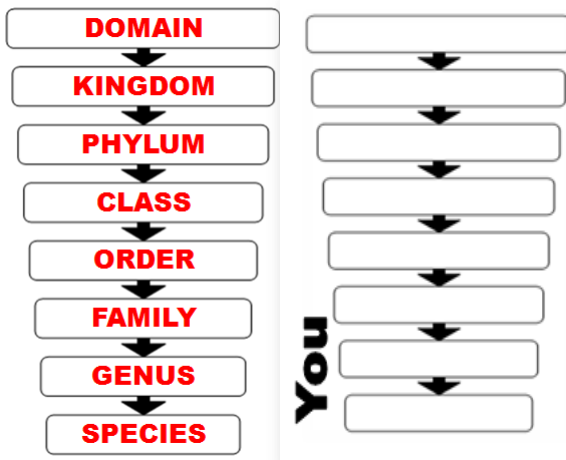 DOMAIN
KINGDOM
PHYLUM
CLASS
ORDER
FAMILY
GENUS
SPECIES
You